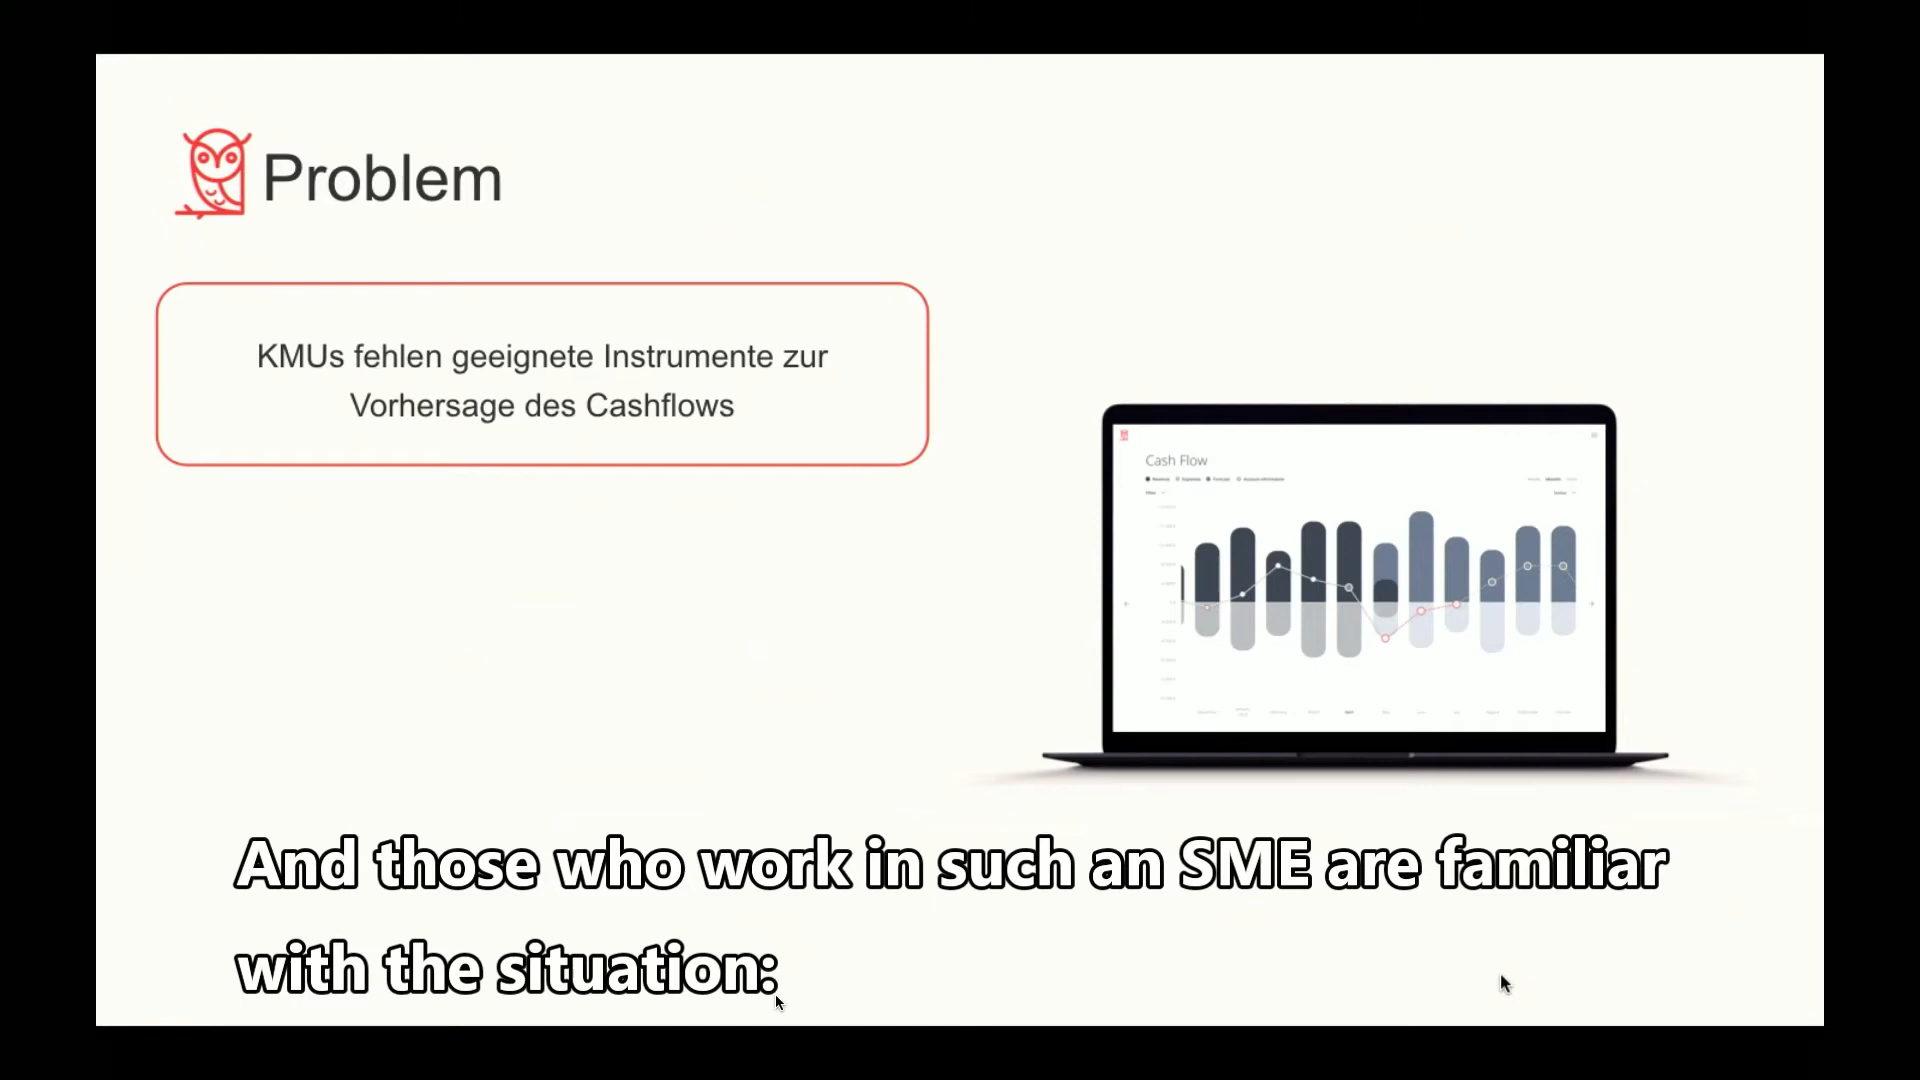 Problem
KMUs fehlen geeignete Instrumente zur
Vorhersage des Cashflows
Cash Flow
And those who work in such an SME are familiar
with the situation: